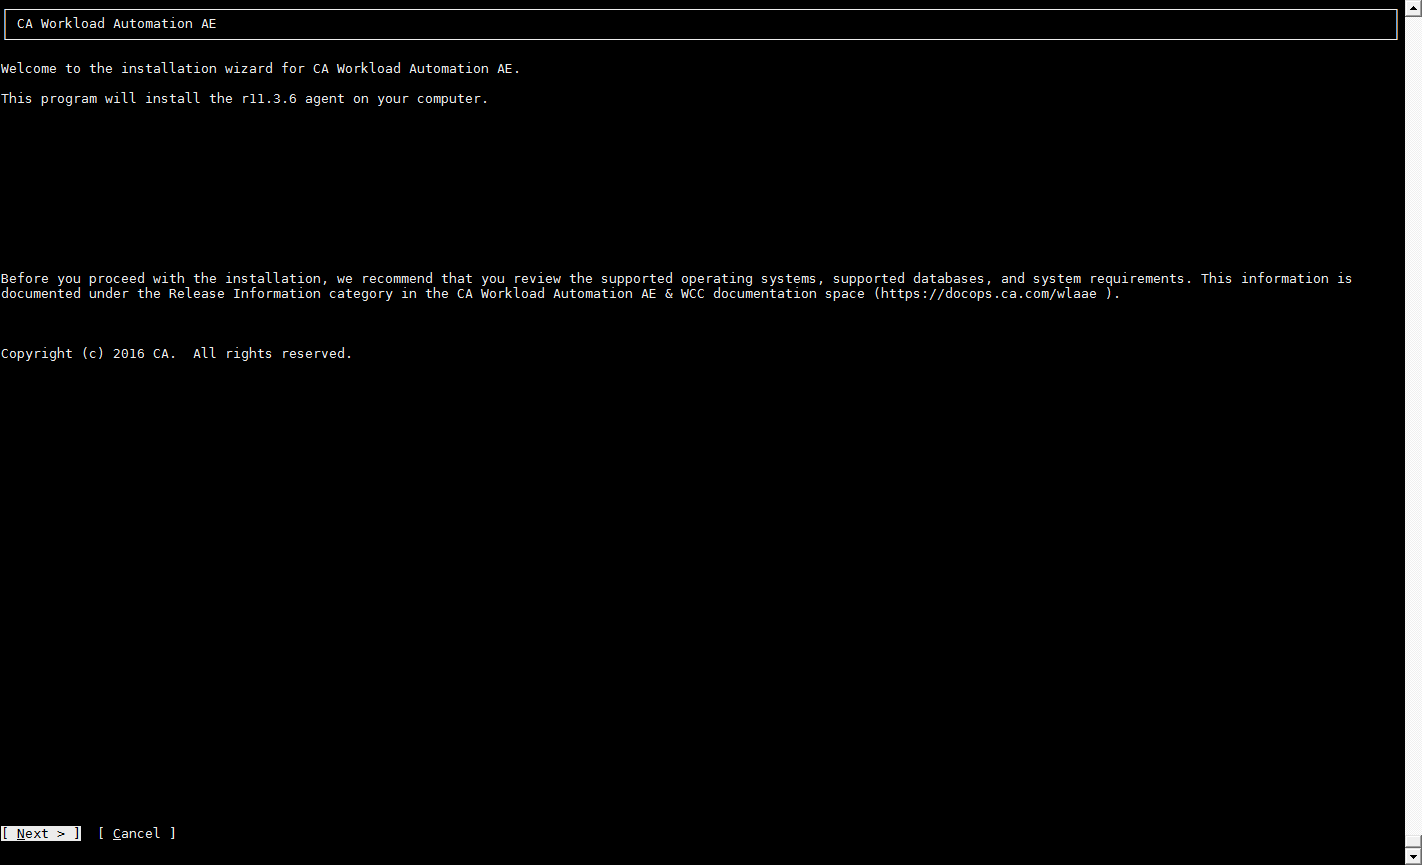 CA Workload Automation AE
Welcome to the installation wizard for CA Workload Automation AE.
This program will install the r11.3.6 agent on your computer.
Before you proceed with the installation, we recommend that you review the supported operating systems, supported databases, and system requirements. This information is
documented under the Release Information category in the CA Workload Automation AE & WCC documentation space (https://docops.ca.com/wlaae ).
Copyright (c) 2016 CA.  All rights reserved.
[ Next > ]  [ Cancel ]